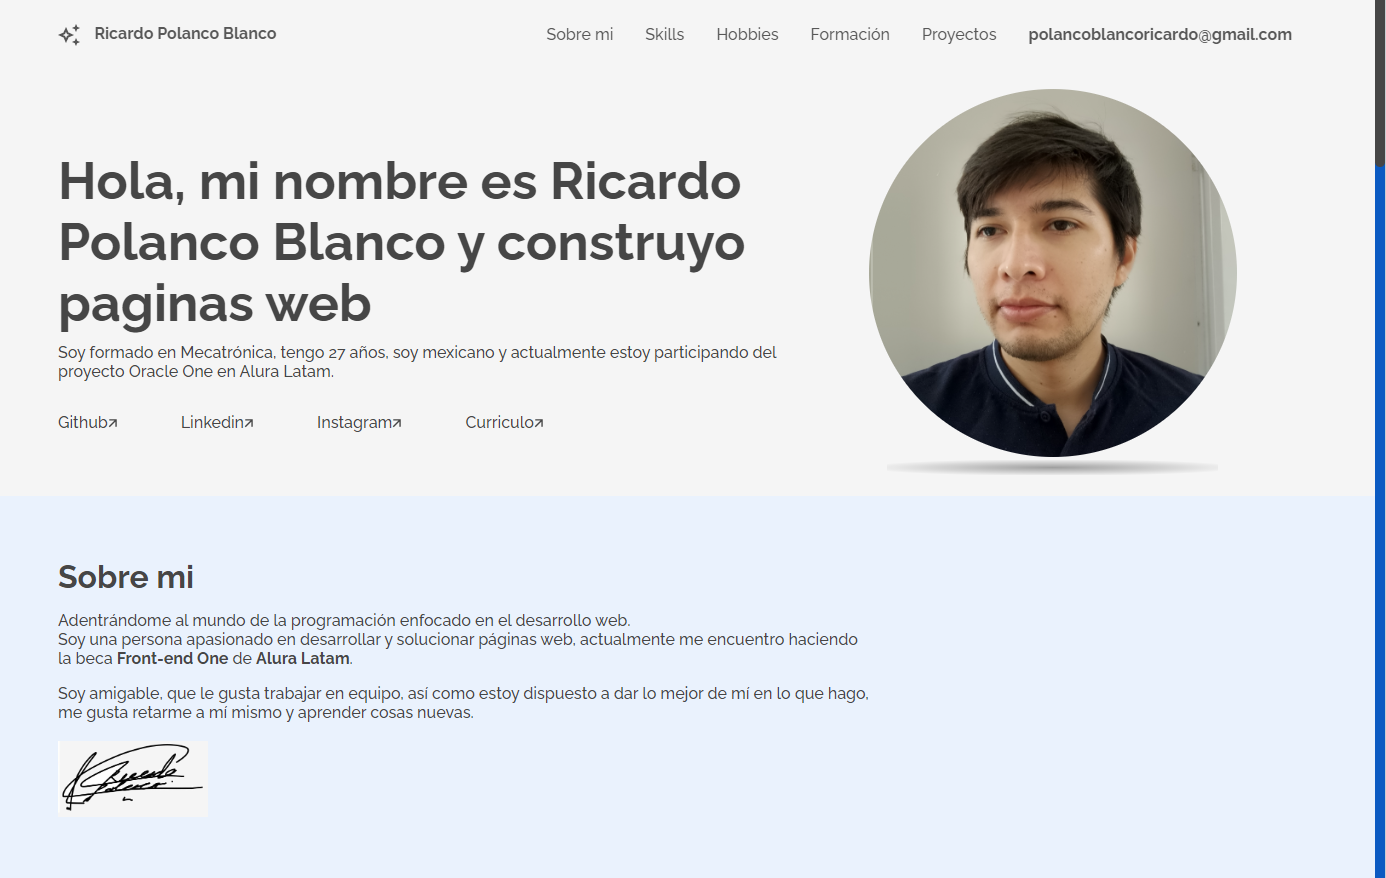 Ricardo Polanco Blanco
Sobre mi
Skills
Hobbies
Formación
Proyectos
polancoblancoricardo@gmail.com
Hola, mi nombre es Ricardo
Polanco Blanco y construyo
paginas web
Soy formado en Mecatrónica, tengo 27 años, soy mexicano y actualmente estoy participando del
proyecto Oracle One en Alura Latam.
Github
Linkedin
Instagram
Curriculo
Sobre mi
Adentrándome al mundo de la programación enfocado en el desarrollo web.
Soy una persona apasionado en desarrollar y solucionar páginas web, actualmente me encuentro haciendo
la beca Front-end One de Alura Latam.
Soy amigable, que le gusta trabajar en equipo, así como estoy dispuesto a dar lo mejor de mí en lo que hago,
me gusta retarme a mí mismo y aprender cosas nuevas.